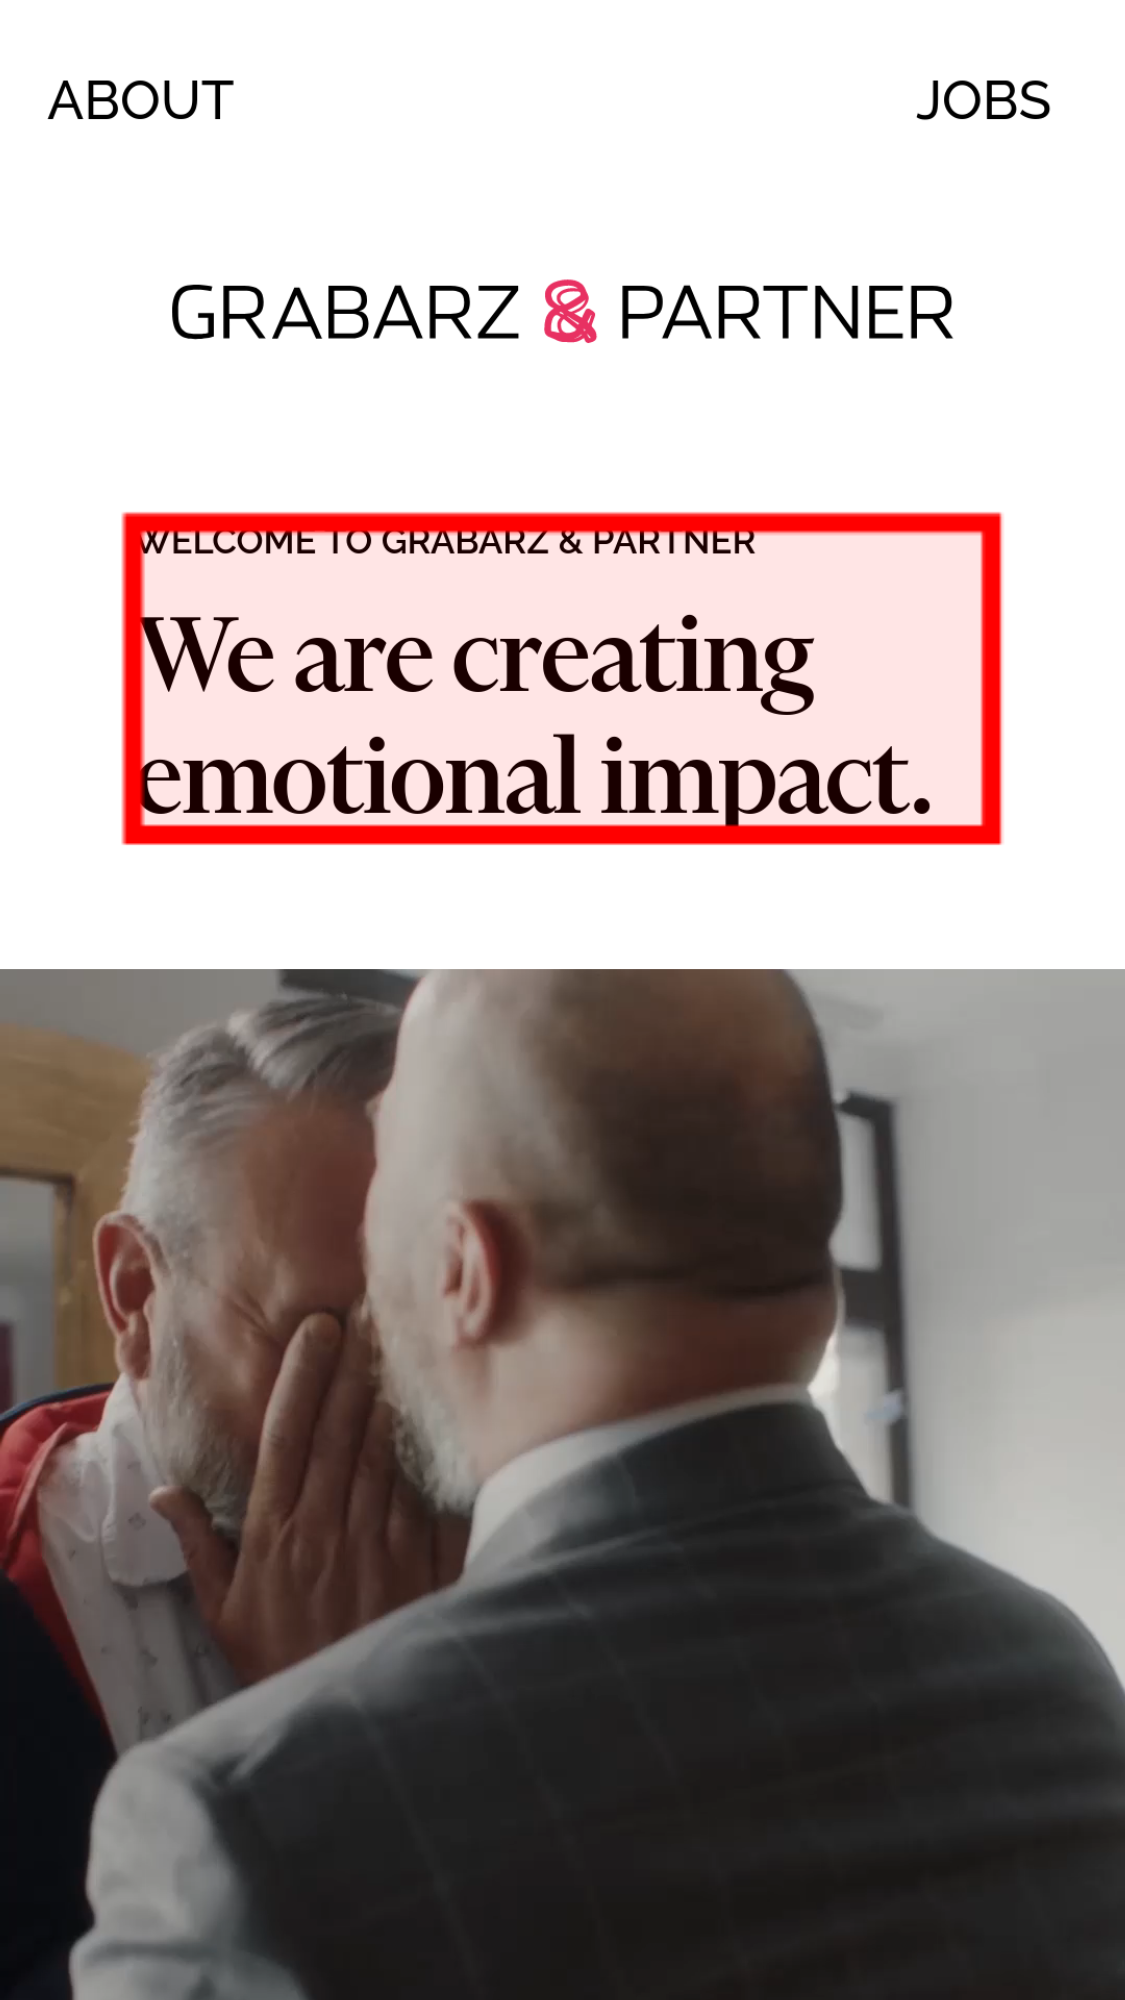 ABOUT
JOBS
GRABARZ & PARTNER
WELCOME TO GRABARZ & PARTNER
We are creating
emotional impact.